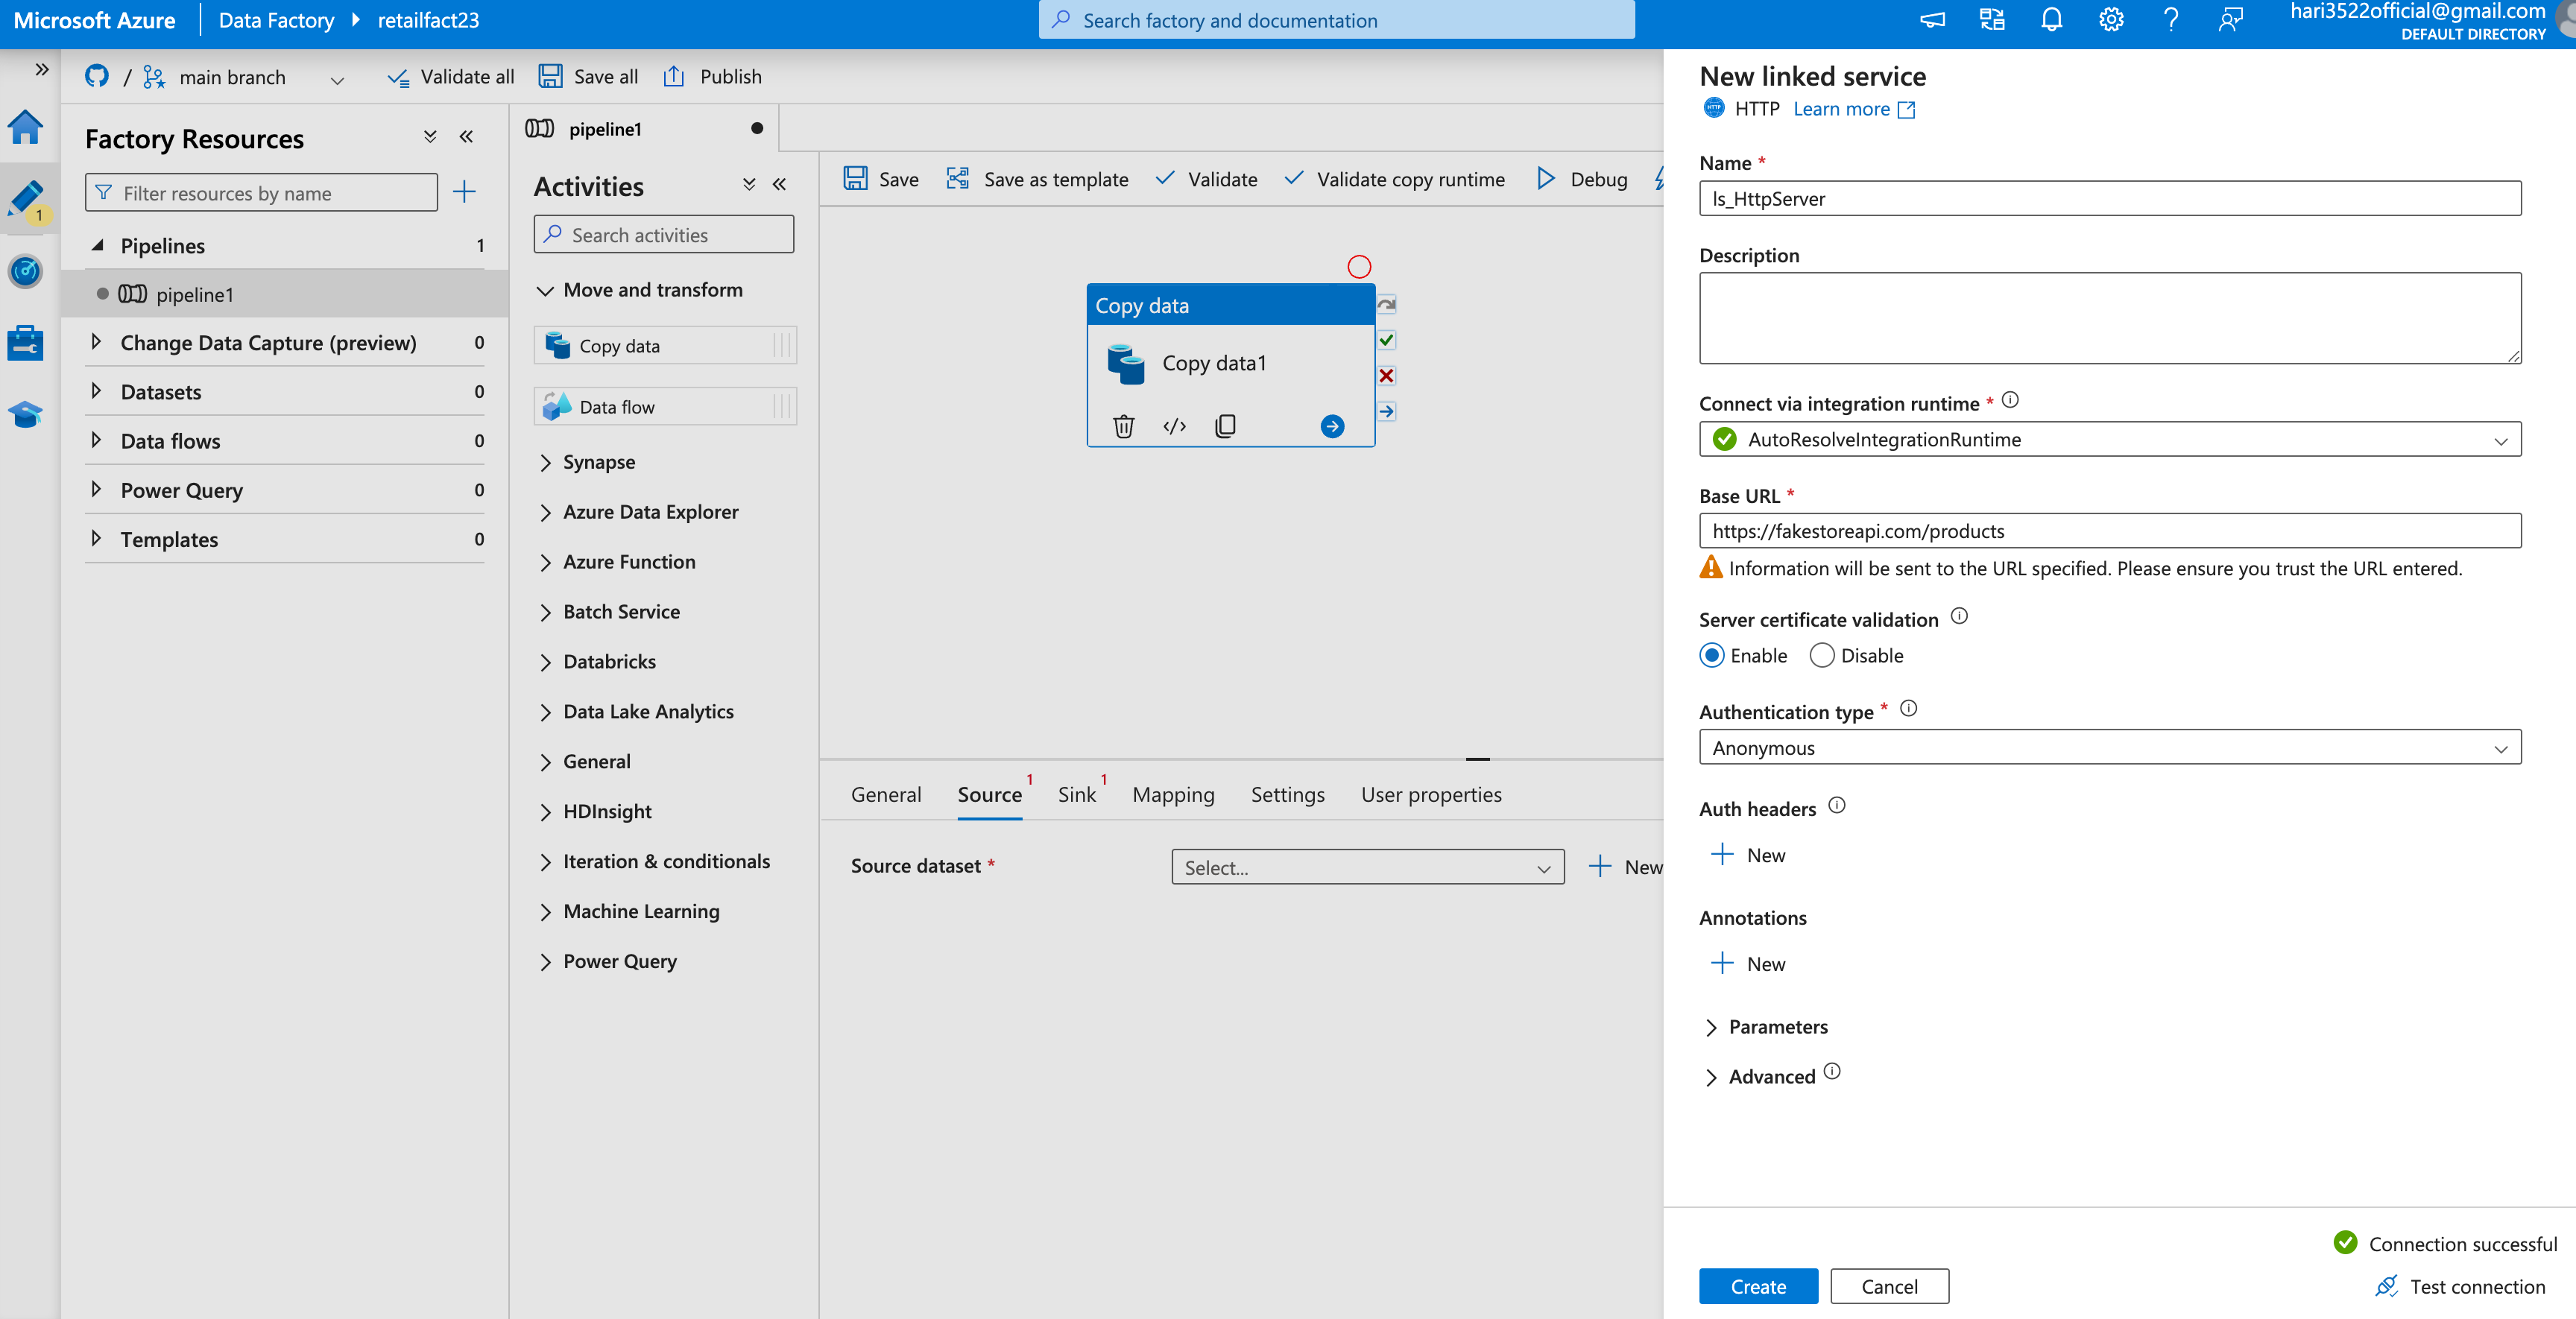 Microsoft Azure
Data Factory
retailfact23
Search factory and documentation
hari3522official@gmail.com
DEFAULT DIRECTORY
/
main branch
Validate all
Save all
Publish
1
Factory Resources
Filter resources by name
Pipelines 1
pipeline1
Change Data Capture (preview) 0
Datasets 0
Data flows 0
Power Query 0
Templates 0
pipeline1
Activities
Search activities
Move and transform
Copy data
Data flow
Synapse
Azure Data Explorer
Azure Function
Batch Service
Databricks
Data Lake Analytics
General
HDInsight
Iteration & conditionals
Machine Learning
Power Query
Save
Save as template
Validate
Validate copy runtime
Debug
Copy data
Copy data1
General
Source 1
Sink 1
Mapping
Settings
User properties
Source dataset *
Select...
New
New linked service
HTTP Learn more
Name *
ls_HttpServer
Description
Connect via integration runtime *
AutoResolveIntegrationRuntime
Base URL *
https://fakestoreapi.com/products
Information will be sent to the URL specified. Please ensure you trust the URL entered.
Server certificate validation
Enable Disable
Authentication type *
Anonymous
Auth headers
New
Annotations
New
Parameters
Advanced
Connection successful
Create
Cancel
Test connection